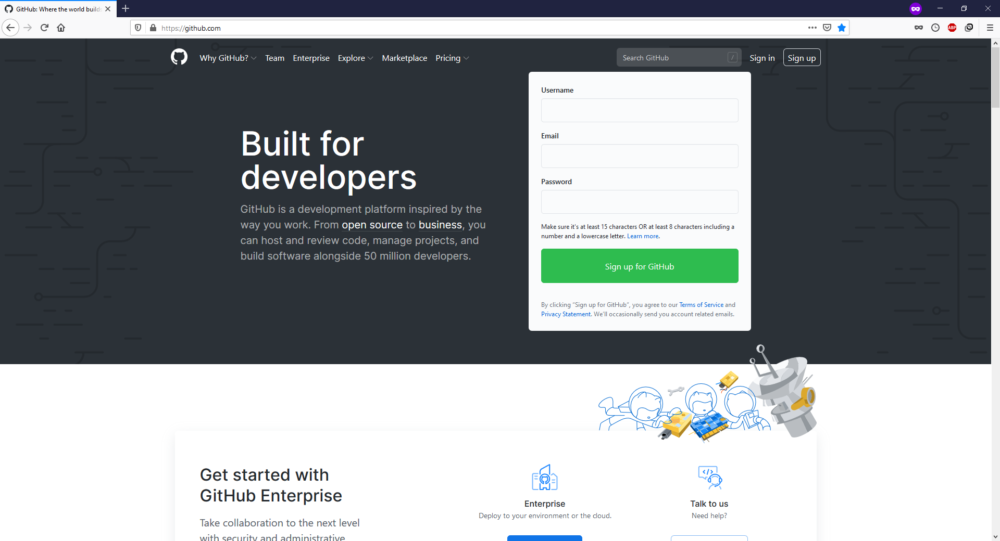 GitHub: Where the world builds
https://github.com
ABP
Why GitHub? Team Enterprise Explore Marketplace Pricing
Search GitHub /
Sign in
Sign up
Built for
developers
GitHub is a development platform inspired by the
way you work. From open source to business, you
can host and review code, manage projects, and
build software alongside 50 million developers.
Username
Email
Password
Make sure it's at least 15 characters OR at least 8 characters including a
number and a lowercase letter. Learn more.
Sign up for GitHub
By clicking “Sign up for GitHub”, you agree to our Terms of Service and
Privacy Statement. We’ll occasionally send you account related emails.
Get started with
GitHub Enterprise
Take collaboration to the next level
with security and administrative
Enterprise
Deploy to your environment or the cloud.
</>
Talk to us
Need help?